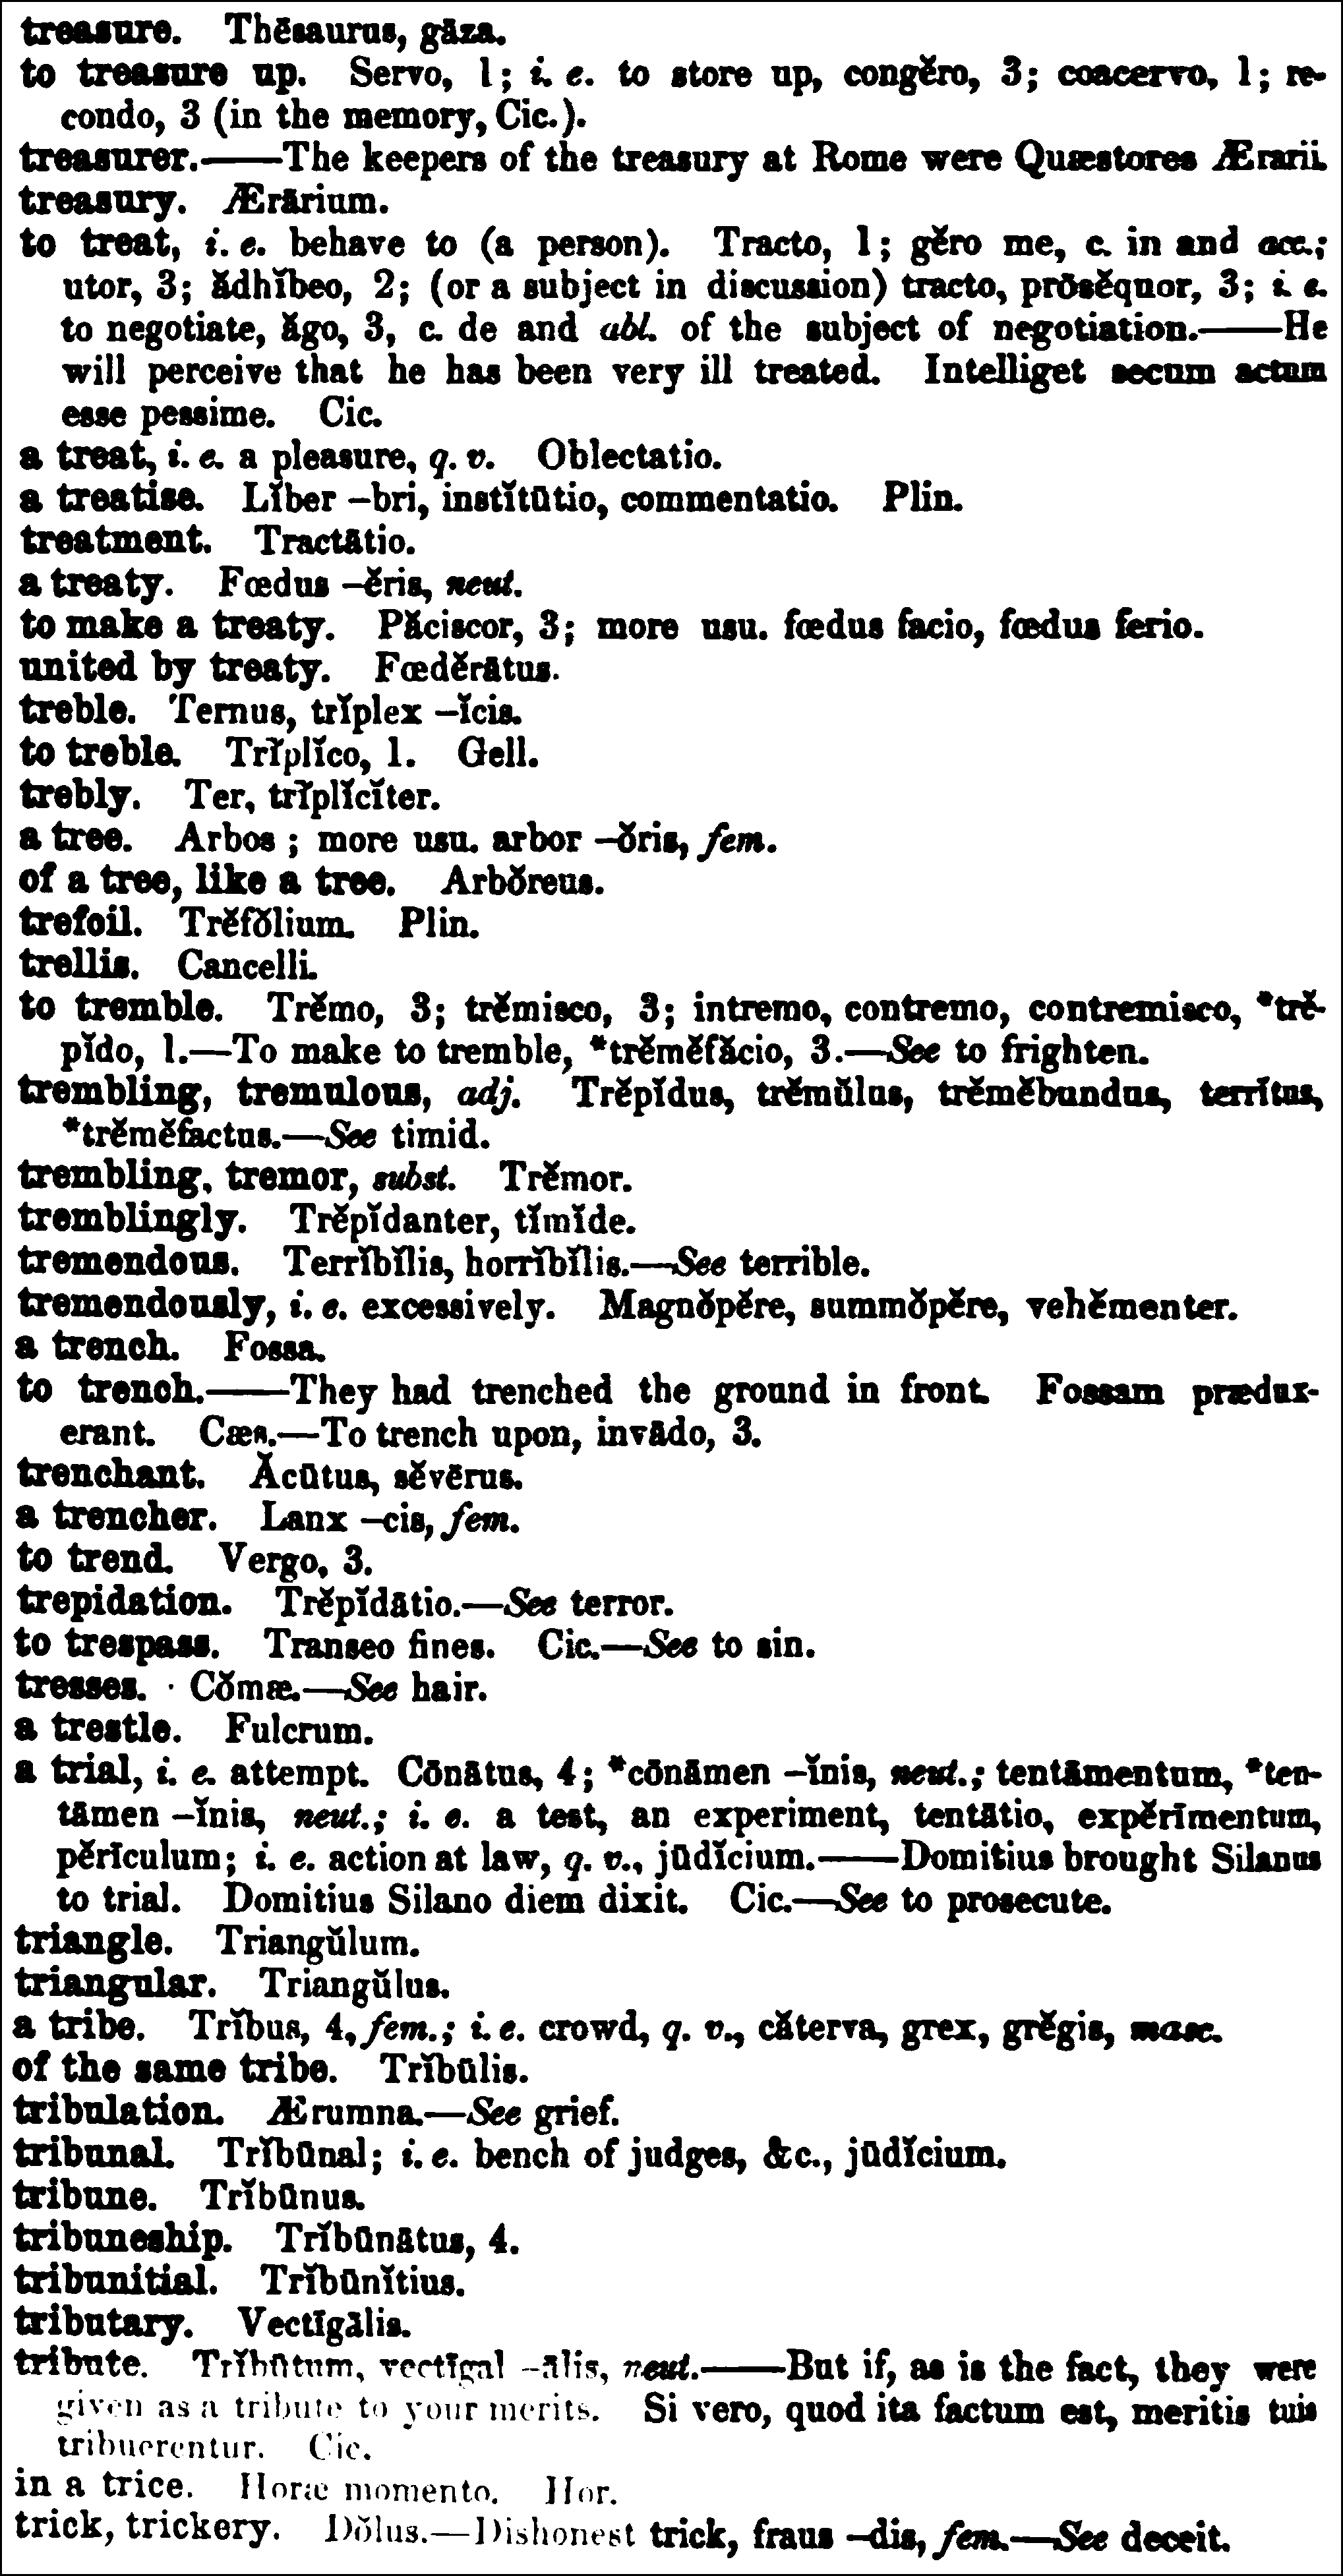 treasure. Thĕsaurus, gāza.
to treasure up. Servo, 1; i. e. to store up, congĕro, 3; coacervo, 1; re-
condo, 3 (in the memory, Cic.).
treasurer.——The keepers of the treasury at Rome were Quæstores Ærarii.
treasury. Ærārium.
to treat, i. e. behave to (a person). Tracto, 1; gĕro me, c. in and acc.;
utor, 3; ădhĭbeo, 2; (or a subject in discussion) tracto, prōsĕquor, 3; i. e.
to negotiate, ăgo, 3, c. de and abl. of the subject of negotiation.——He
will perceive that he has been very ill treated. Intelliget secum actum
esse pessime. Cic.
a treat, i. e. a pleasure, q. v. Oblectatio.
a treatise. Lĭber –bri, institūtio, commentatio. Plin.
treatment. Tractātio.
a treaty. Fœdus –ĕris, neut.
to make a treaty. Păciscor, 3; more usu. fœdus facio, fœdus ferio.
united by treaty. Fœdĕrātus.
treble. Ternus, trĭplex –ĭcis.
to treble. Trĭplĭco, 1. Gell.
trebly. Ter, trĭplĭcĭter.
a tree. Arbos ; more usu. arbor –ŏris, fem.
of a tree, like a tree. Arbŏreus.
trefoil. Trĕfŏlium. Plin.
trellis. Cancelli.
to tremble. Trĕmo, 3; trĕmisco, 3; intremo, contremo, contremisco, *trĕ-
pĭdo, 1.—To make to tremble, *trĕmĕfăcio, 3.—See to frighten.
trembling, tremulous, adj. Trĕpĭdus, trĕmŭlus, trĕmĕbundus, terrĭtus,
*trĕmĕfactus.—See timid.
trembling, tremor, subst. Trĕmor.
tremblingly. Trĕpĭdanter, tĭmĭde.
tremendous. Terrĭbĭlis, horrĭbĭlis.—See terrible.
tremendously, i. e. excessively. Magnŏpĕre, summŏpĕre, vehĕmenter.
a trench. Fossa.
to trench.——They had trenched the ground in front. Fossam prædux-
erant. Cæs.—To trench upon, invādo, 3.
trenchant. Ăcūtus, sĕvērus.
a trencher. Lanx –cis, fem.
to trend. Vergo, 3.
trepidation. Trĕpĭdātio.—See terror.
to trespass. Transeo fines. Cic.—See to sin.
tresses. Cŏmæ.—See hair.
a trestle. Fulcrum.
a trial, i. e. attempt. Cōnātus, 4; *cōnāmen –ĭnis, neut.; tentāmentum, *ten-
tāmen –ĭnis, neut.; i. e. a test, an experiment, tentātio, expĕrīmentum,
pĕrīculum; i. e. action at law, q. v., jūdĭcium.——Domitius brought Silanus
to trial. Domitius Silano diem dixit. Cic.—See to prosecute.
triangle. Triangŭlum.
triangular. Triangŭlus.
a tribe. Trĭbus, 4, fem.; i. e. crowd, q. v., căterva, grex, grĕgis, masc.
of the same tribe. Trĭbūlis.
tribulation. Ærumna.—See grief.
tribunal. Trĭbūnal; i. e. bench of judges, &c., jūdĭcium.
tribune. Trĭbūnus.
tribuneship. Trĭbūnātus, 4.
tribunitial. Trĭbūnĭtius.
tributary. Vectīgālis.
tribute. Trĭbūtum, vectīgal –ālis, neut.——But if, as is the fact, they were
given as a tribute to your merits. Si vero, quod ita factum est, meritis tuis
tribuerentur. Cic.
in a trice. Horæ momento. Hor.
trick, trickery. Dŏlus.—Dishonest trick, fraus –dis, fem.—See deceit.